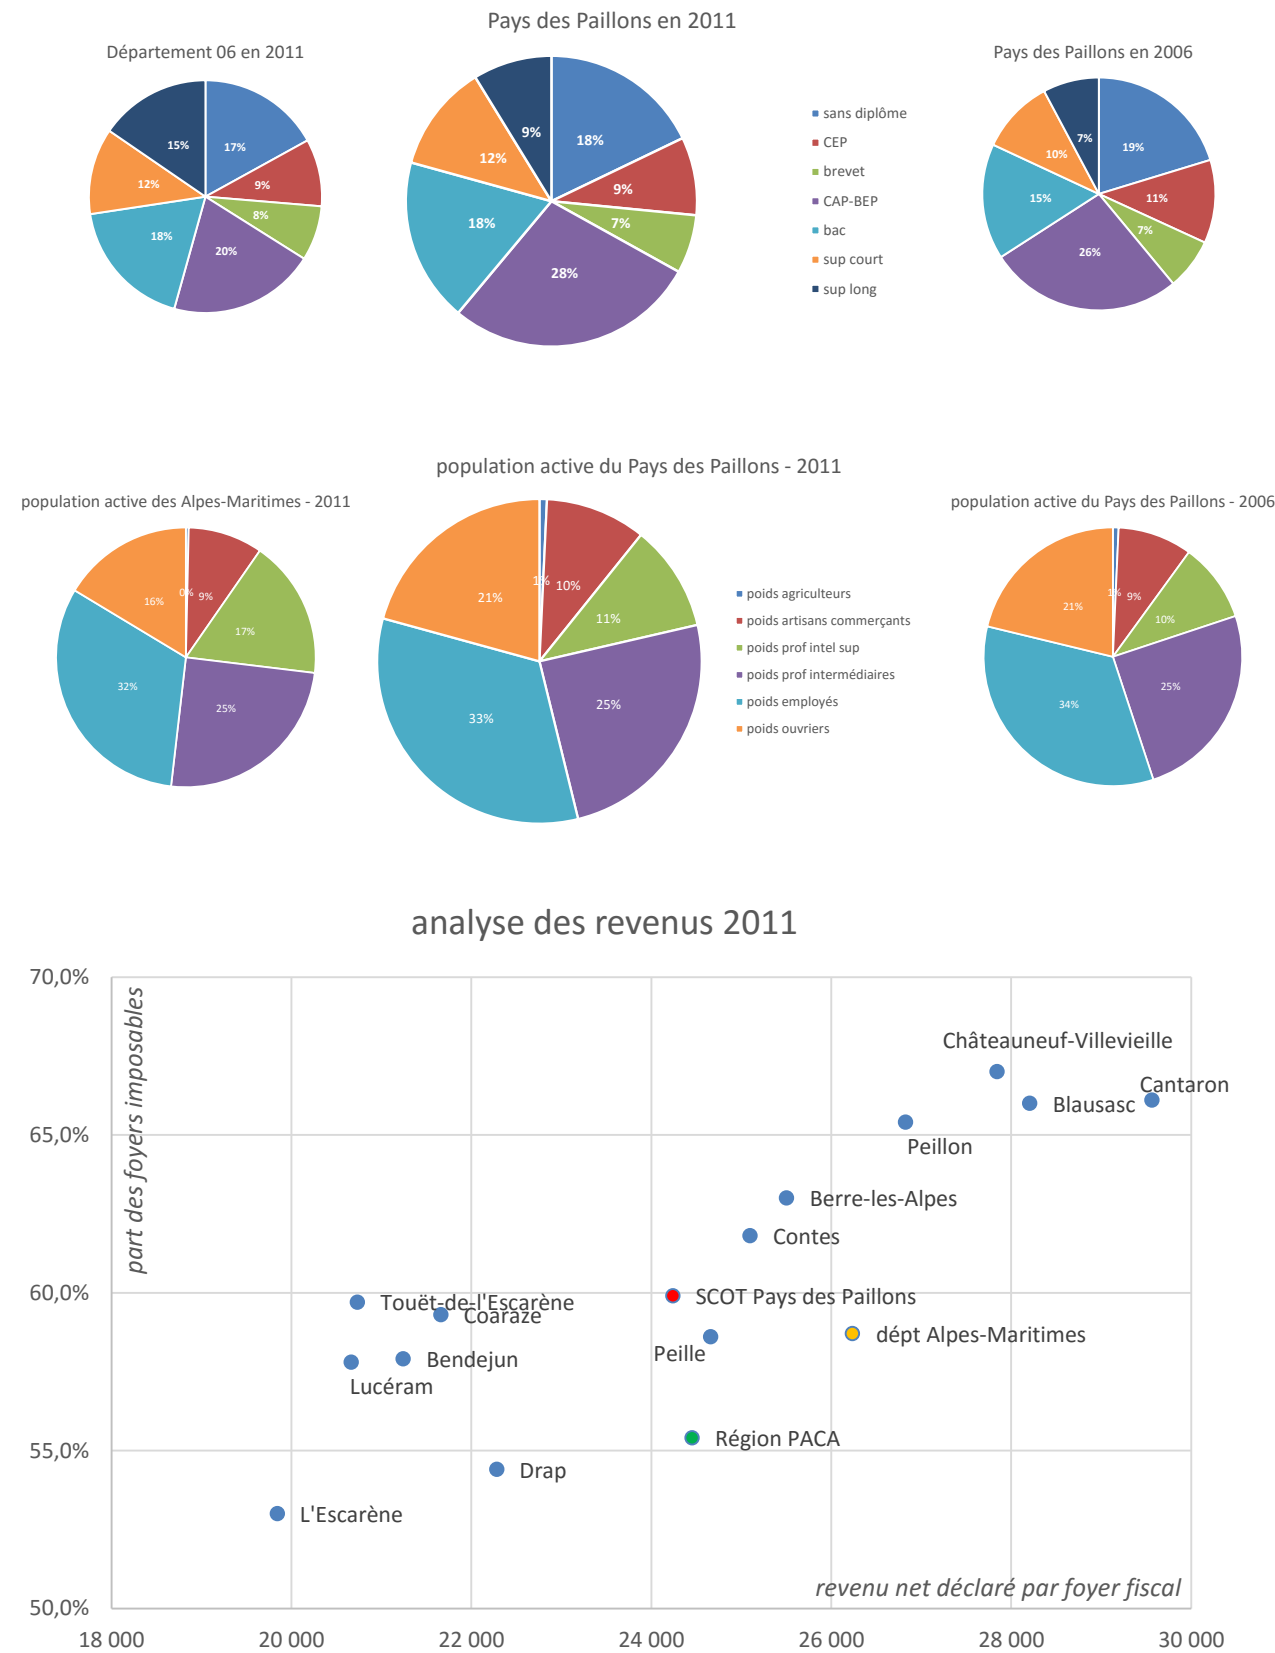 Pays des Paillons en 2011
Département 06 en 2011
Pays des Paillons en 2006
17%
9%
8%
20%
18%
12%
15%
18%
9%
7%
28%
18%
12%
9%
sans diplôme
CEP
brevet
CAP-BEP
bac
sup court
sup long
19%
11%
7%
26%
15%
10%
7%
population active du Pays des Paillons - 2011
population active des Alpes-Maritimes - 2011
population active du Pays des Paillons - 2006
0%
9%
17%
25%
32%
16%
1%
10%
11%
25%
33%
21%
poids agriculteurs
poids artisans commerçants
poids prof intel sup
poids prof intermédiaires
poids employés
poids ouvriers
1%
9%
10%
25%
34%
21%
analyse des revenus 2011
part des foyers imposables
70,0%
65,0%
60,0%
55,0%
50,0%
Châteauneuf-Villevieille
Cantaron
Blausasc
Peillon
Berre-les-Alpes
Contes
SCOT Pays des Paillons
Touët-de-l'Escarène
Coaraze
dépt Alpes-Maritimes
Peille
Bendejun
Lucéram
Région PACA
Drap
L'Escarène
revenu net déclaré par foyer fiscal
18 000
20 000
22 000
24 000
26 000
28 000
30 000